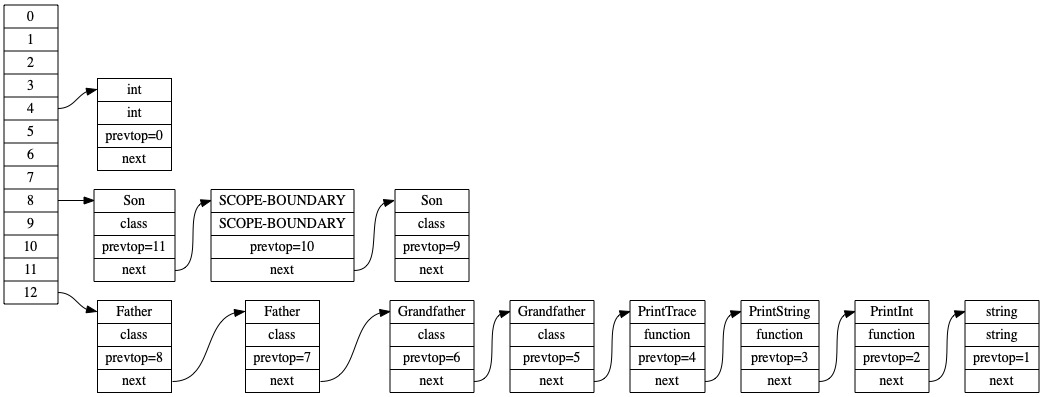 0
1
2
3
4
5
6
7
8
9
10
11
12
int
int
prevtop=0
next
Son
class
prevtop=11
next
SCOPE-BOUNDARY
SCOPE-BOUNDARY
prevtop=10
next
Son
class
prevtop=9
next
Father
class
prevtop=8
next
Father
class
prevtop=7
next
Grandfather
class
prevtop=6
next
Grandfather
class
prevtop=5
next
PrintTrace
function
prevtop=4
next
PrintString
function
prevtop=3
next
PrintInt
function
prevtop=2
next
string
string
prevtop=1
next